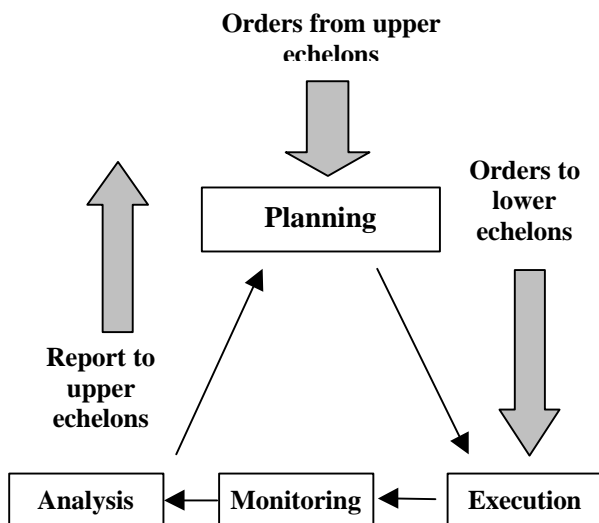 Orders from upper
echelons
Planning
Orders to
lower
echelons
Report to
upper
echelons
Analysis
Monitoring
Execution